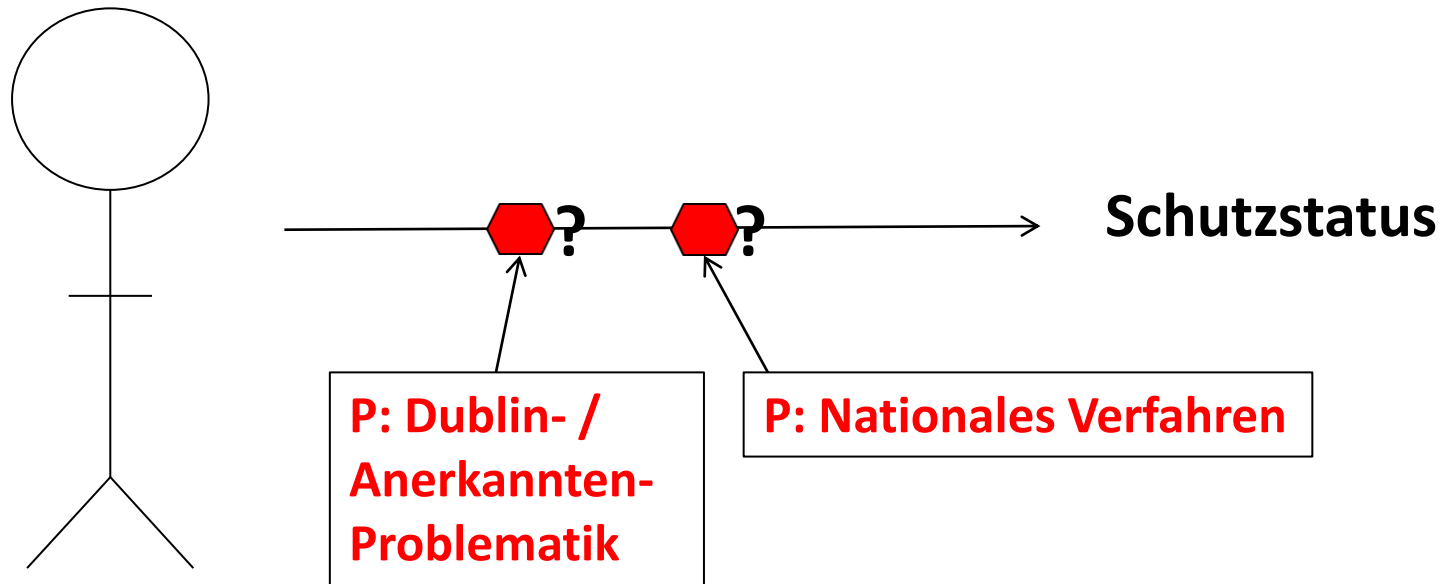 ? ? Schutzstatus
P: Dublin- /
Anerkannten-
Problematik
P: Nationales Verfahren